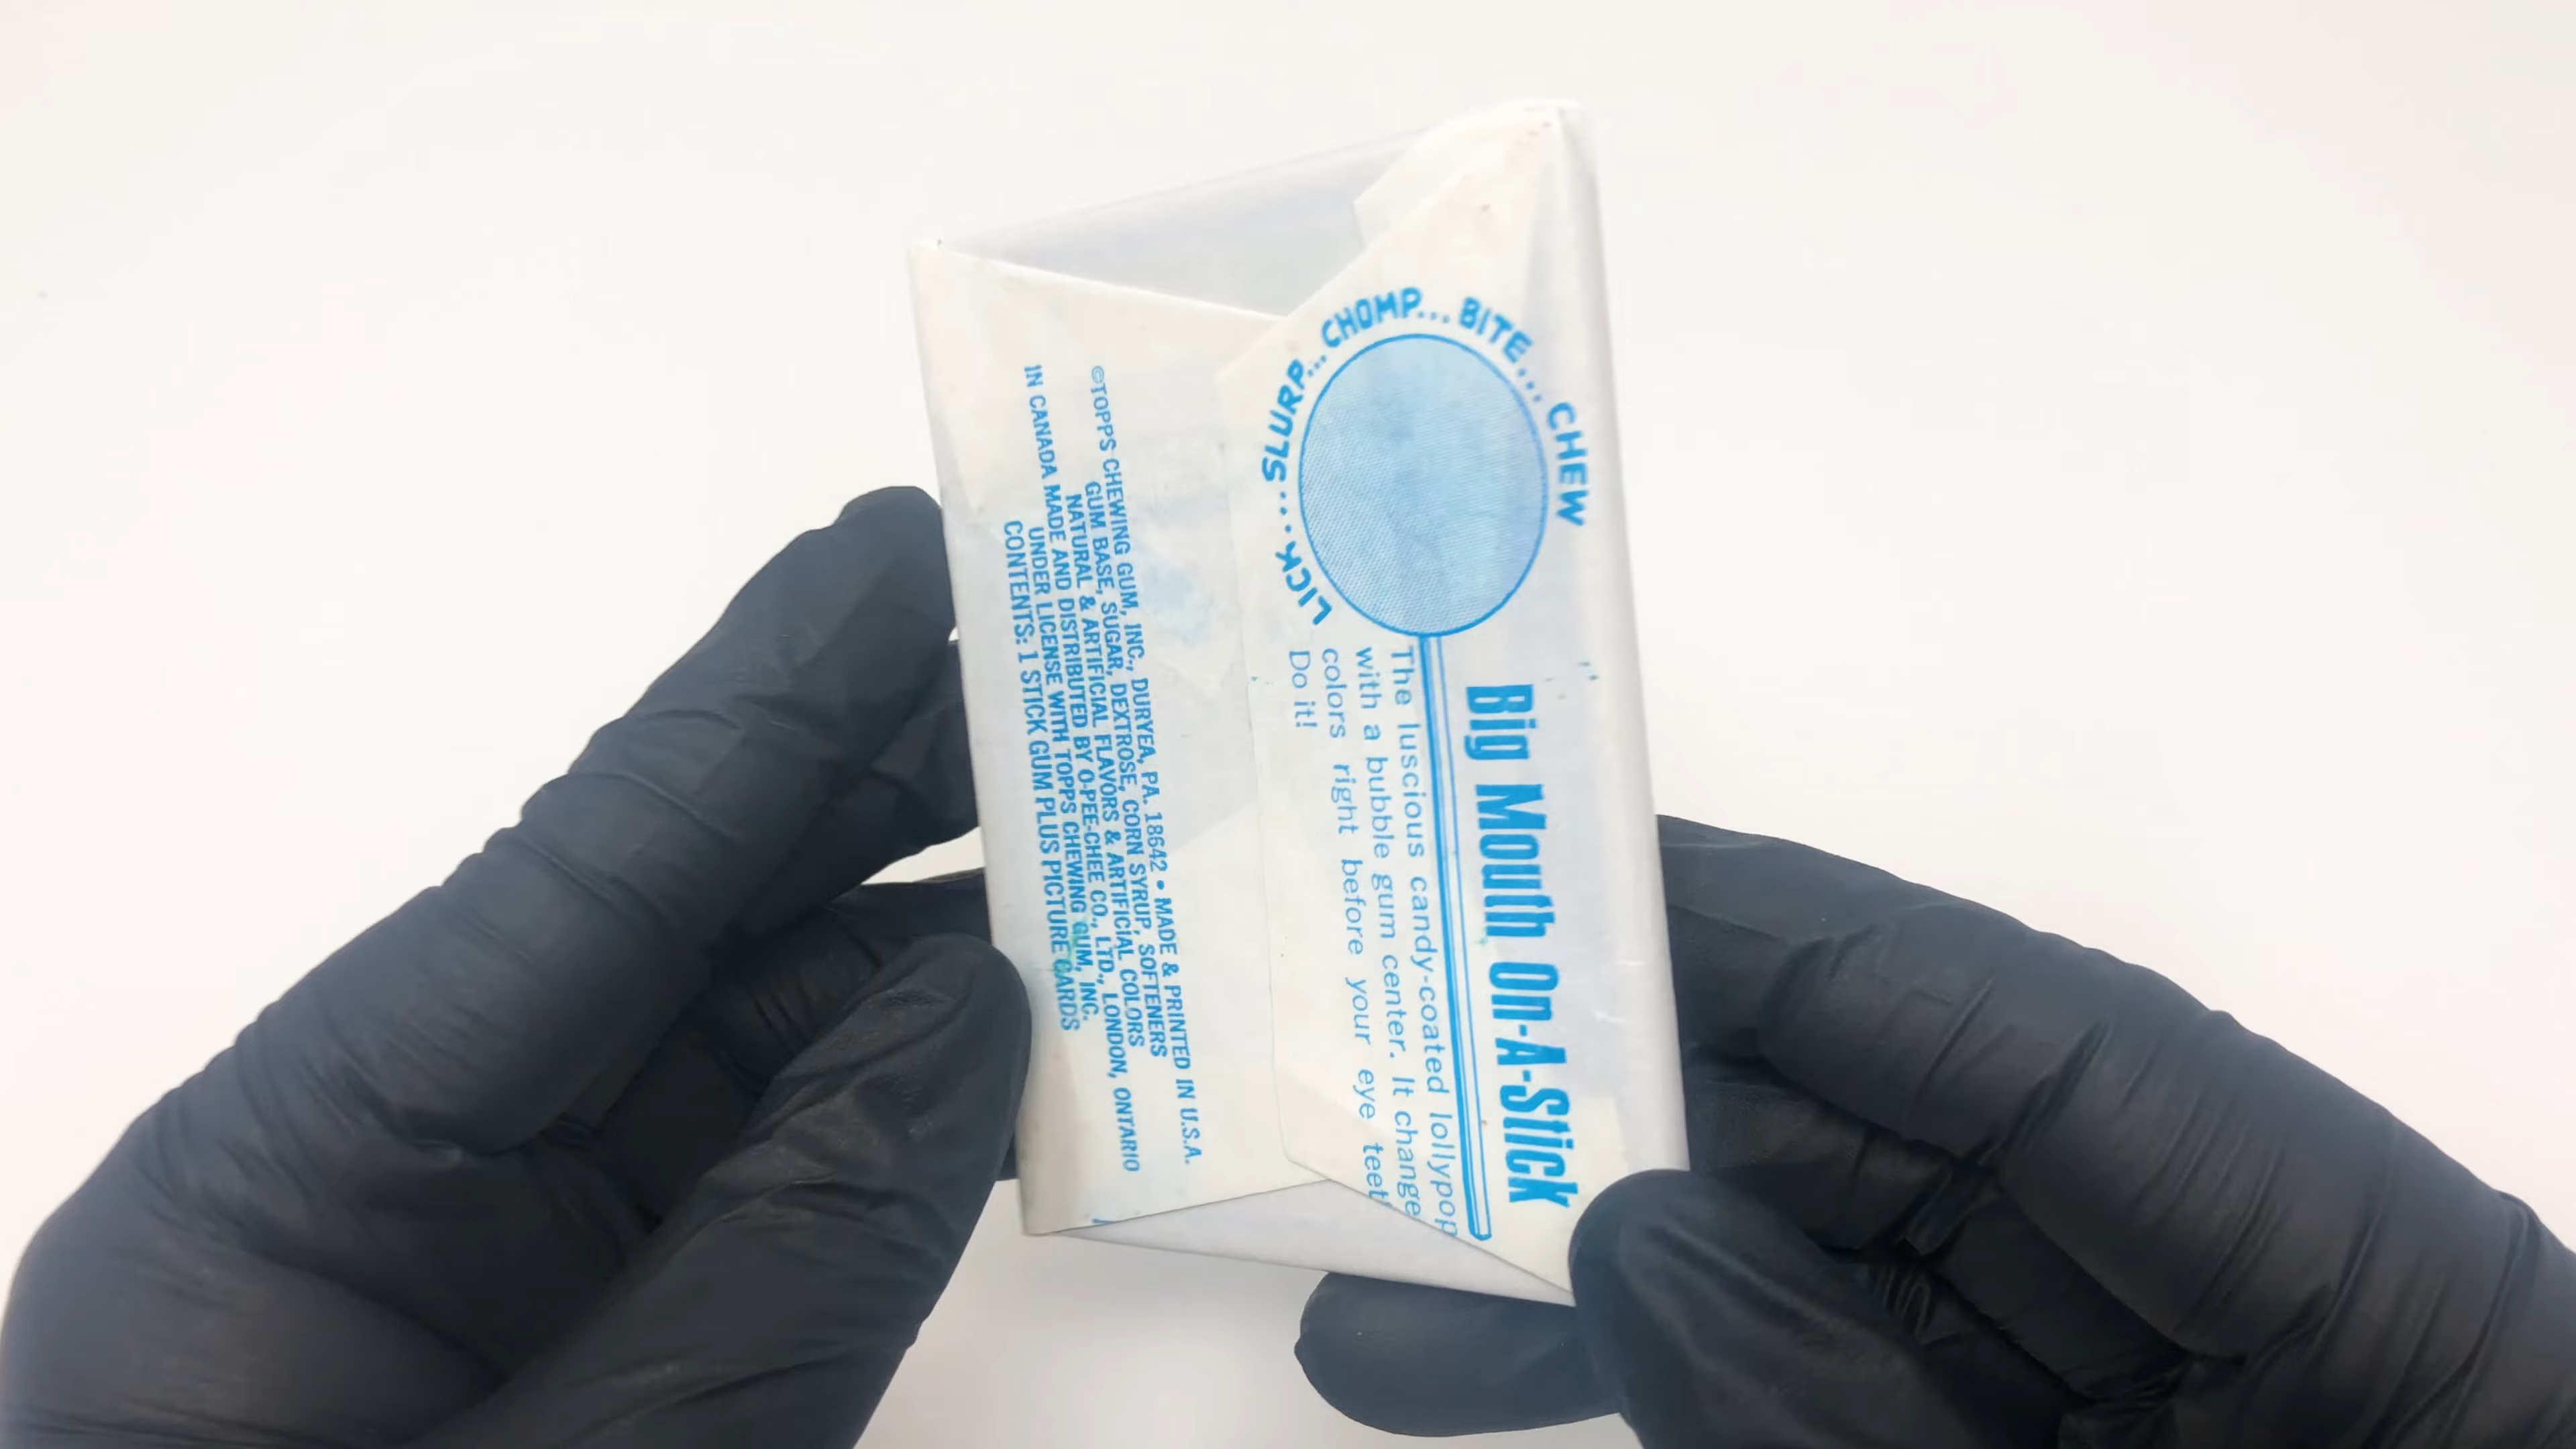 LICK....SLURP...CHOMP...BITE...CHEW
Big Mouth On-A-Stick
The luscious candy-coated lollypop
with a bubble gum center. It change
colors right before your eye teet
Do it!
©TOPPS CHEWING GUM, INC., DURYEA, PA. 18642 • MADE & PRINTED IN U.S.A.
GUM BASE, SUGAR, DEXTROSE, CORN SYRUP, SOFTENERS
NATURAL & ARTIFICIAL FLAVORS & ARTIFICIAL COLORS
IN CANADA MADE AND DISTRIBUTED BY O-PEE-CHEE CO., LTD., LONDON, ONTARIO
UNDER LICENSE WITH TOPPS CHEWING GUM, INC.
CONTENTS: 1 STICK GUM PLUS PICTURE CARDS